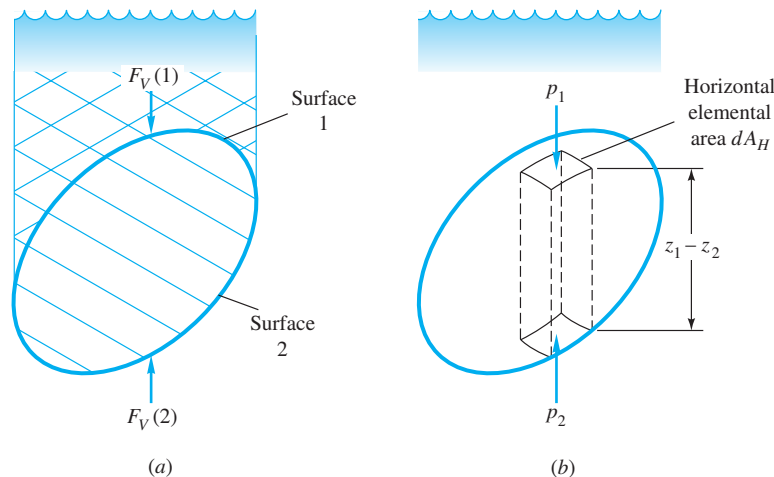 F_V(1)
Surface
1
Surface
2
F_V(2)
(a)
p_1
Horizontal
elemental
area dA_H
z_1 – z_2
p_2
(b)